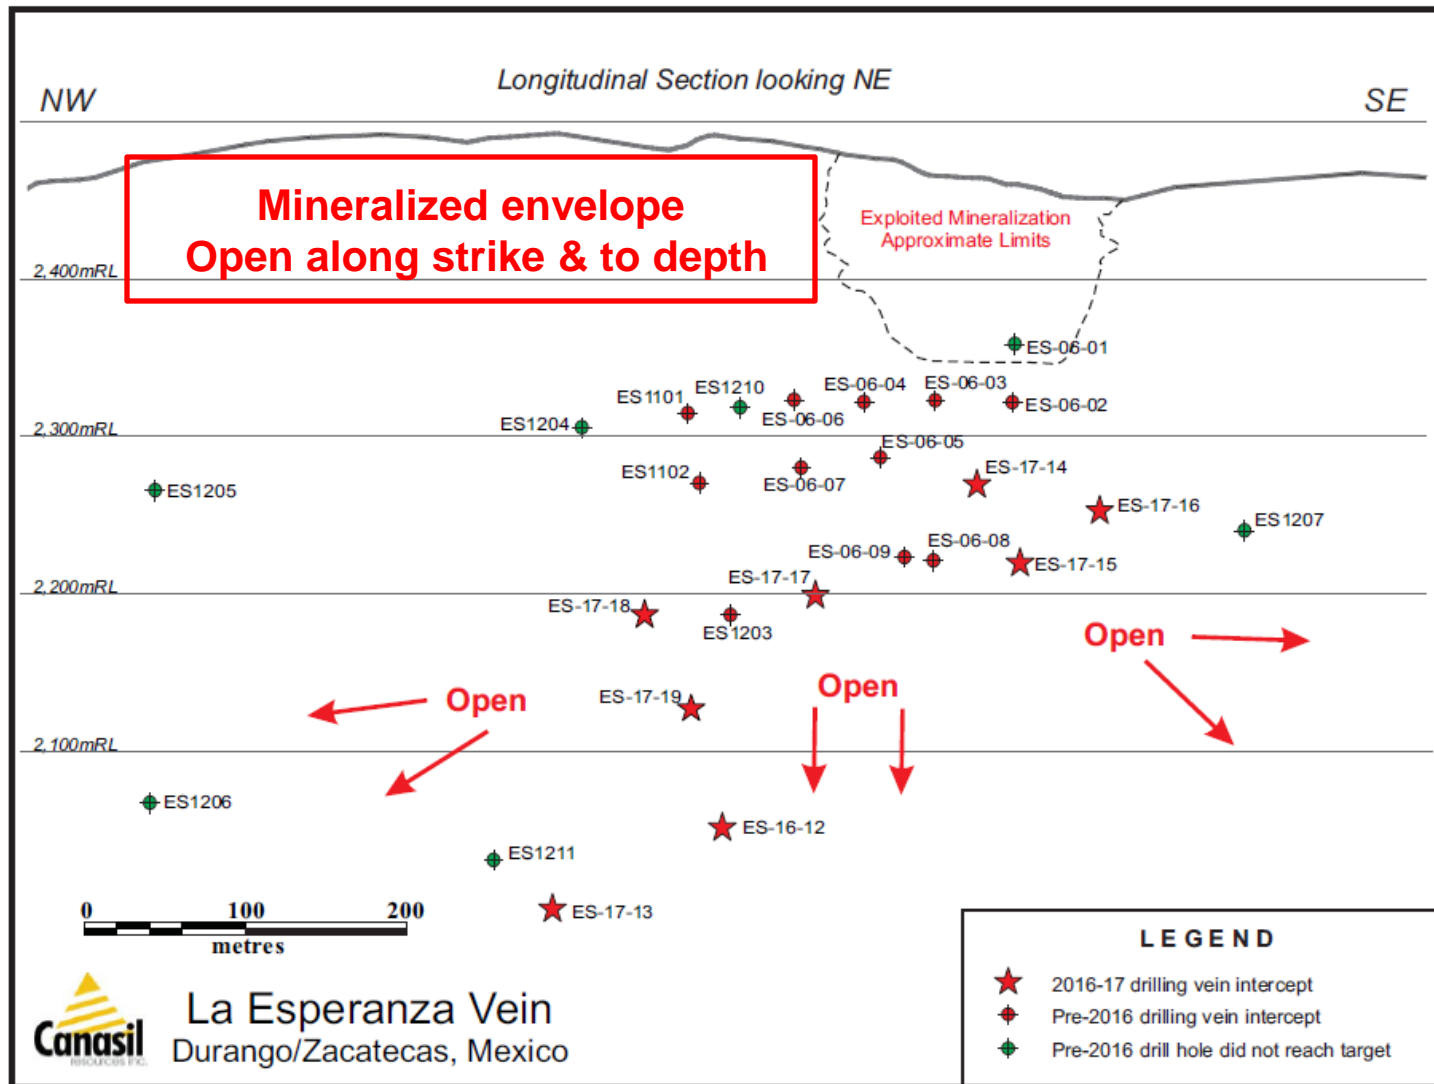 Longitudinal Section looking NE
NW
SE
Mineralized envelope
Open along strike & to depth
Exploited Mineralization
Approximate Limits
2,400mRL
ES-06-01
ES1101
ES1210
ES-06-04
ES-06-03
ES-06-02
ES1204
ES-06-06
2,300mRL
ES-06-05
ES1102
ES-06-07
ES-17-14
ES1205
ES-17-16
ES1207
ES-06-09
ES-06-08
ES-17-15
ES-17-17
2,200mRL
ES-17-18
ES1203
Open
Open
Open
ES-17-19
2,100mRL
ES1206
ES-16-12
ES1211
ES-17-13
0 100 200
metres
LEGEND
2016-17 drilling vein intercept
Pre-2016 drilling vein intercept
Pre-2016 drill hole did not reach target
Canasil
resources inc.
La Esperanza Vein
Durango/Zacatecas, Mexico